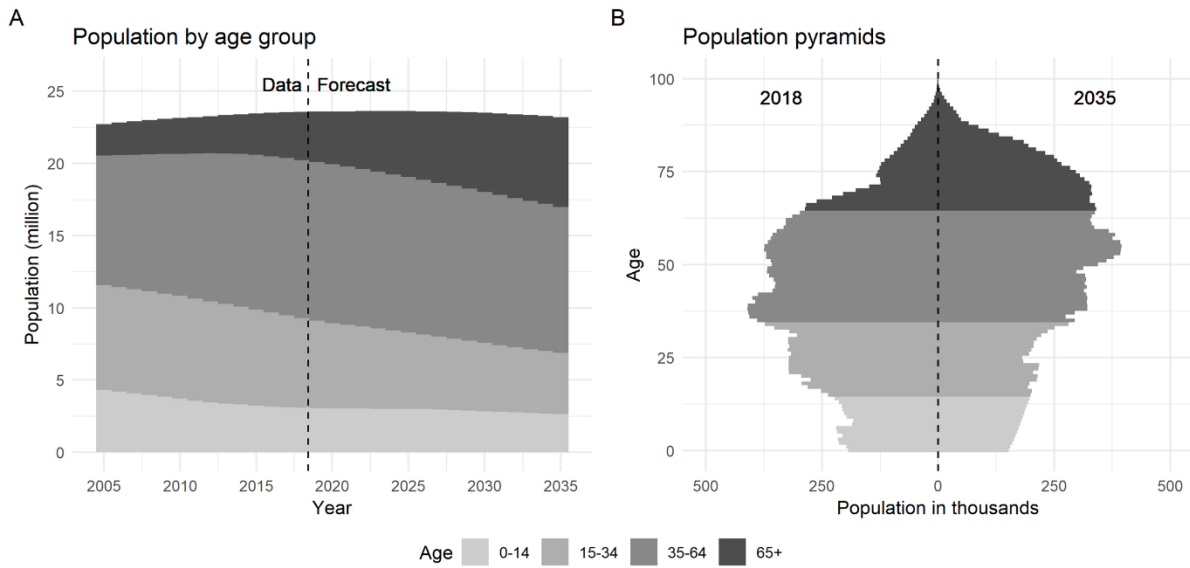 A
Population by age group
Data Forecast
25
20
15
10
5
0
Population (million)
2005 2010 2015 2020 2025 2030 2035
Year
B
Population pyramids
2018 2035
100
75
50
25
0
Age
500 250 0 250 500
Population in thousands
Age 0-14 15-34 35-64 65+